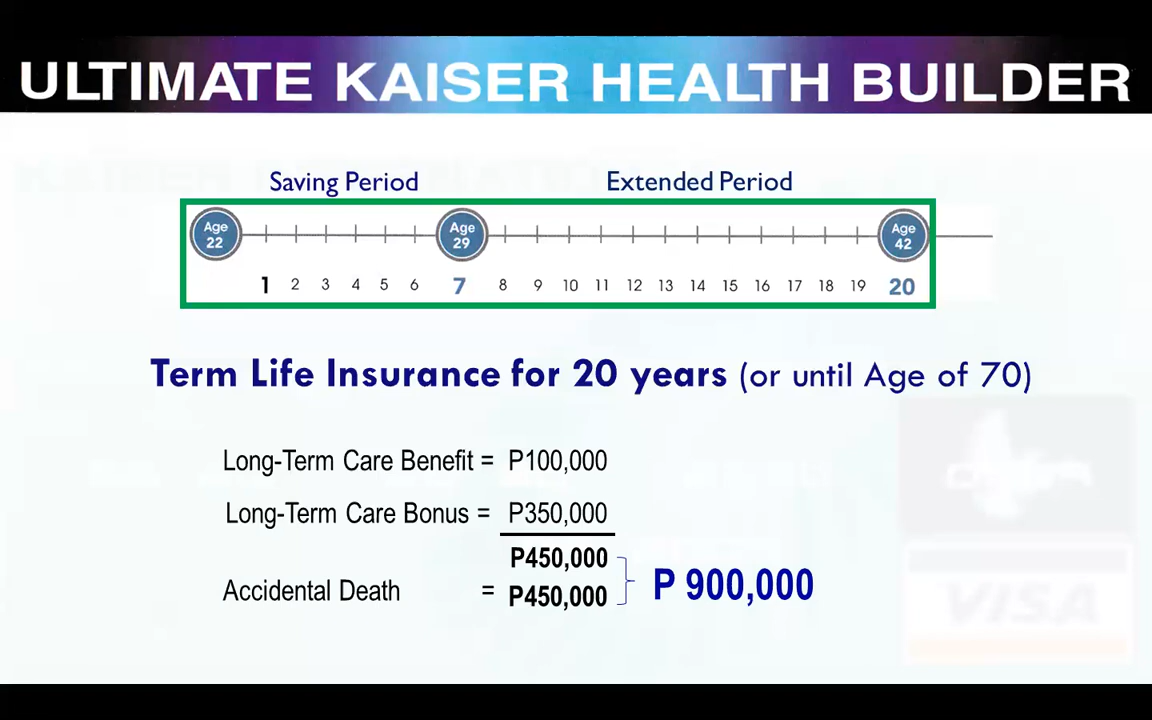 ULTIMATE KAISER HEALTH BUILDER
Saving Period Extended Period
Age 22 Age 29 Age 42
1 2 3 4 5 6 7 8 9 10 11 12 13 14 15 16 17 18 19 20
Term Life Insurance for 20 years (or until Age of 70)
Long-Term Care Benefit = P100,000
Long-Term Care Bonus = P350,000
P450,000
Accidental Death = P450,000
P 900,000
VISA